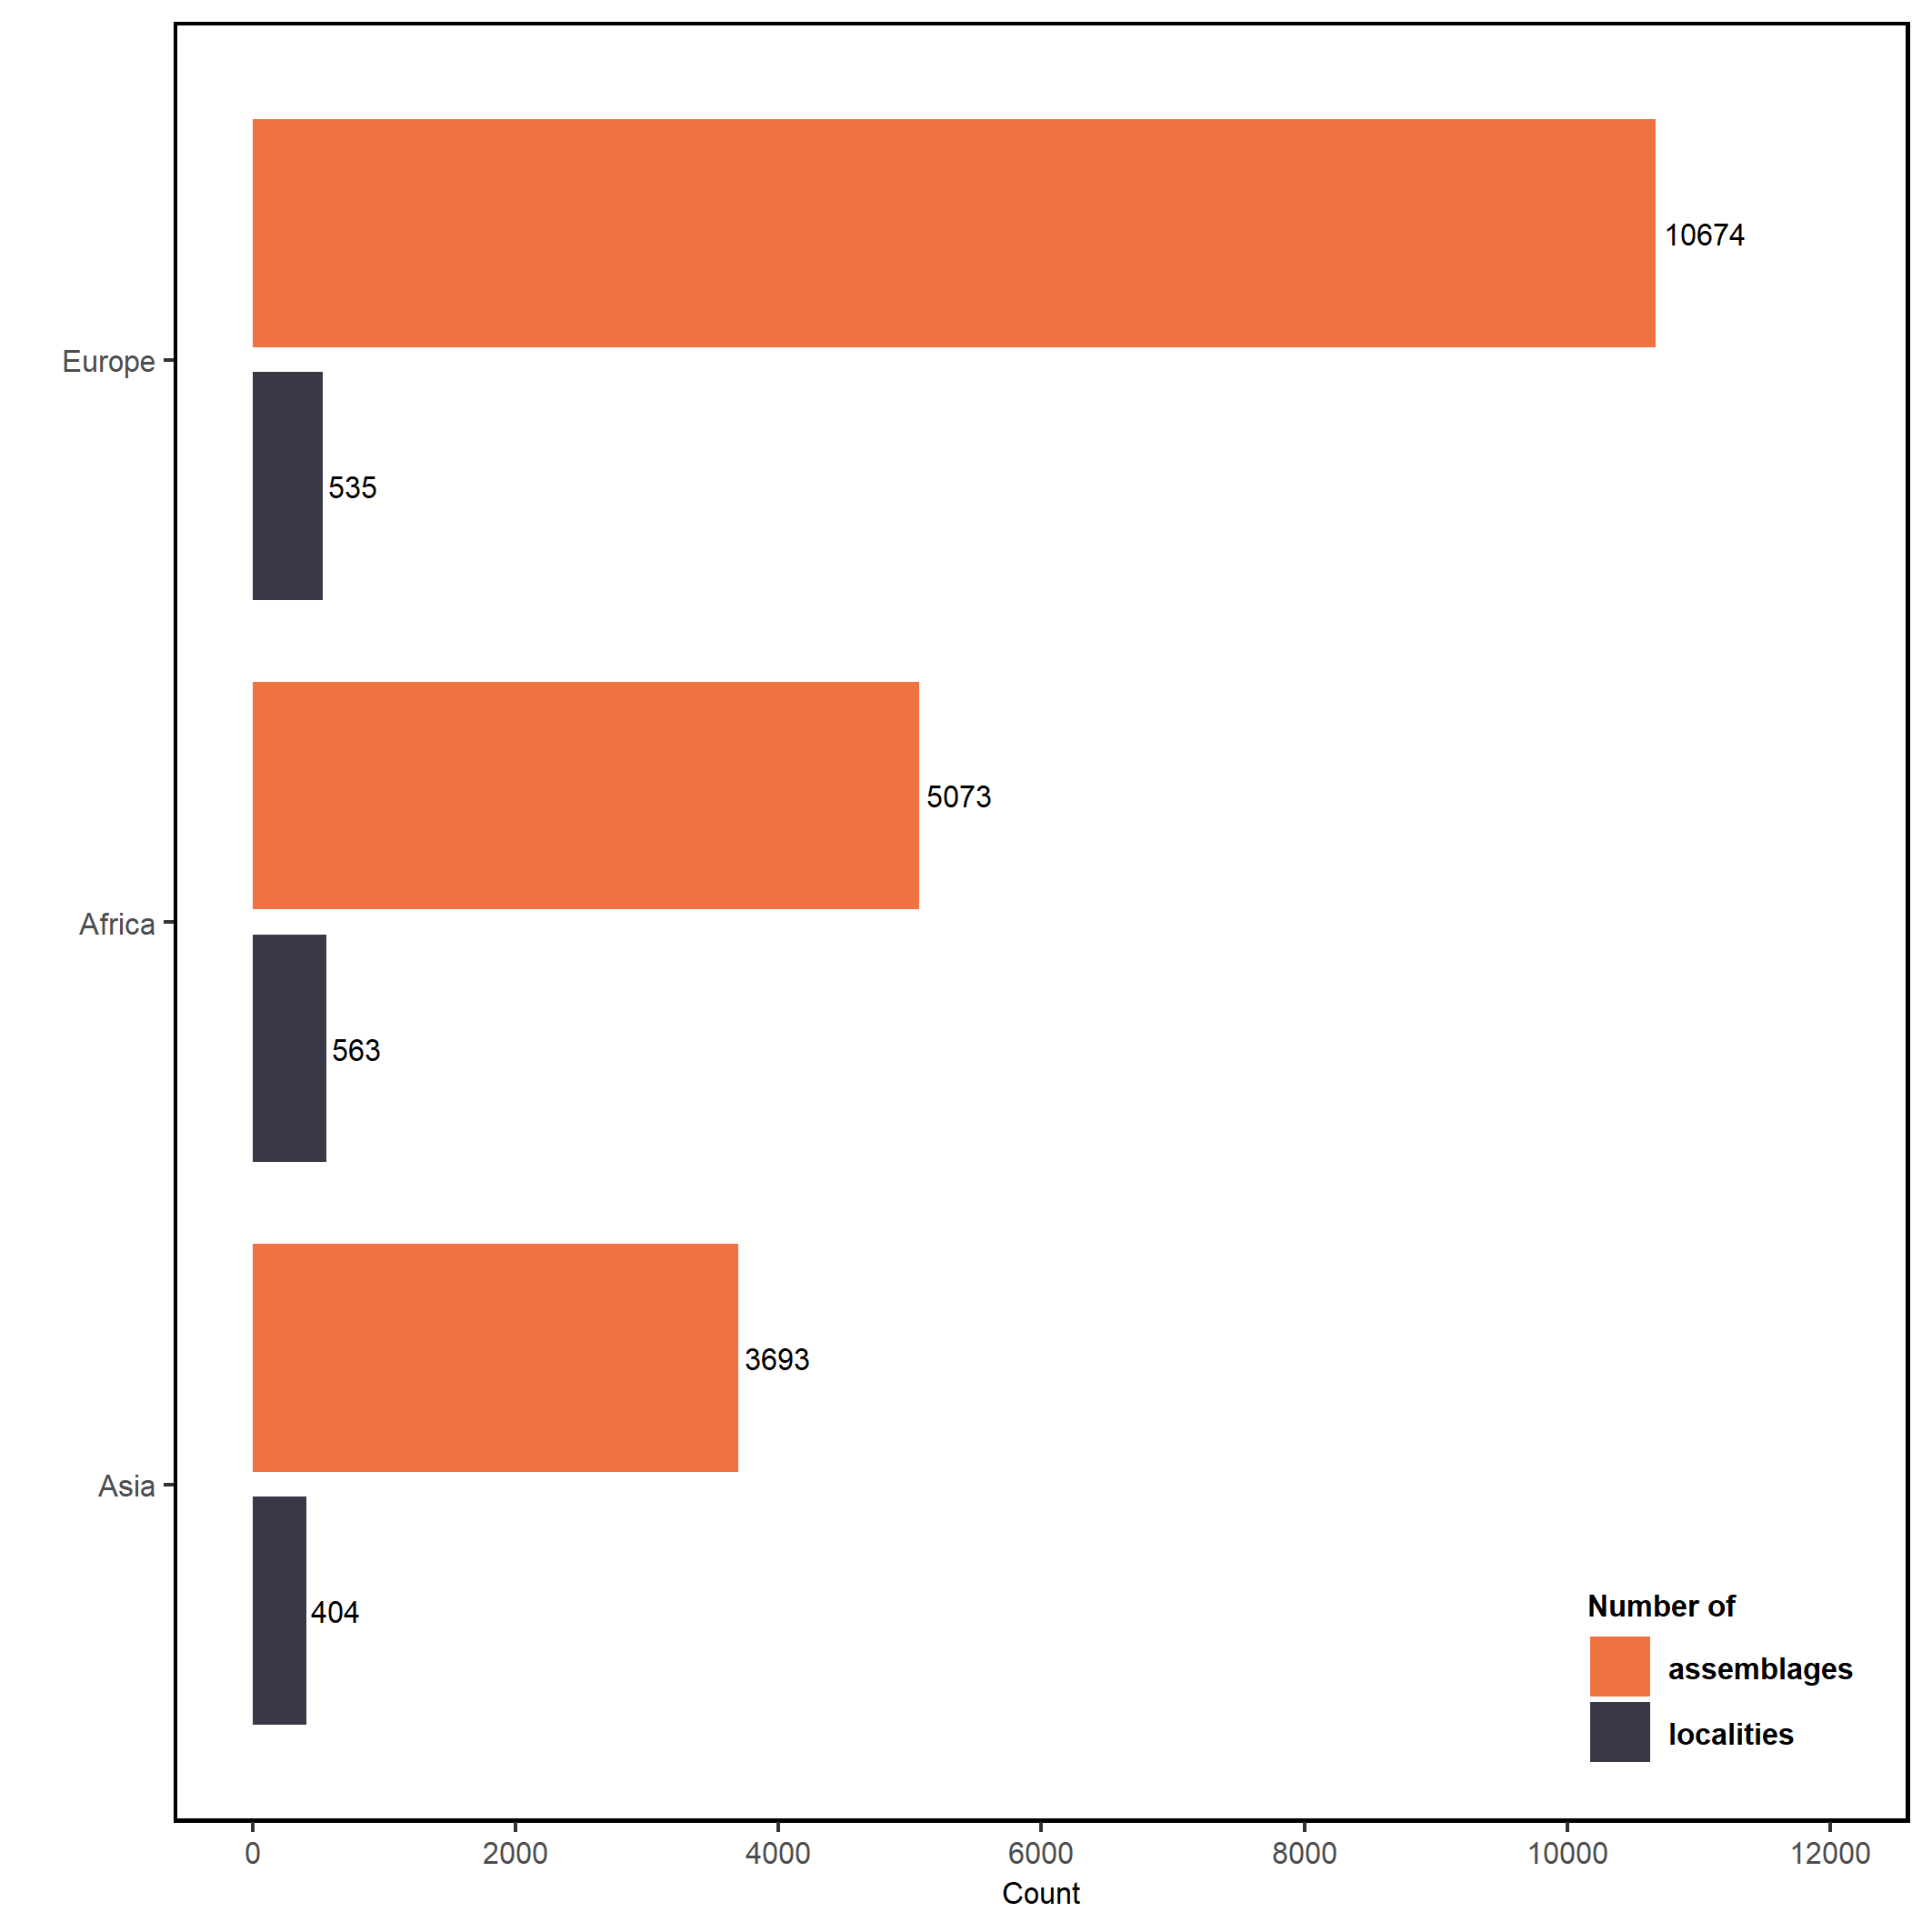 10674
Europe
535
5073
Africa
563
3693
Asia
404
Number of
assemblages
localities
0 2000 4000 6000 8000 10000 12000
Count